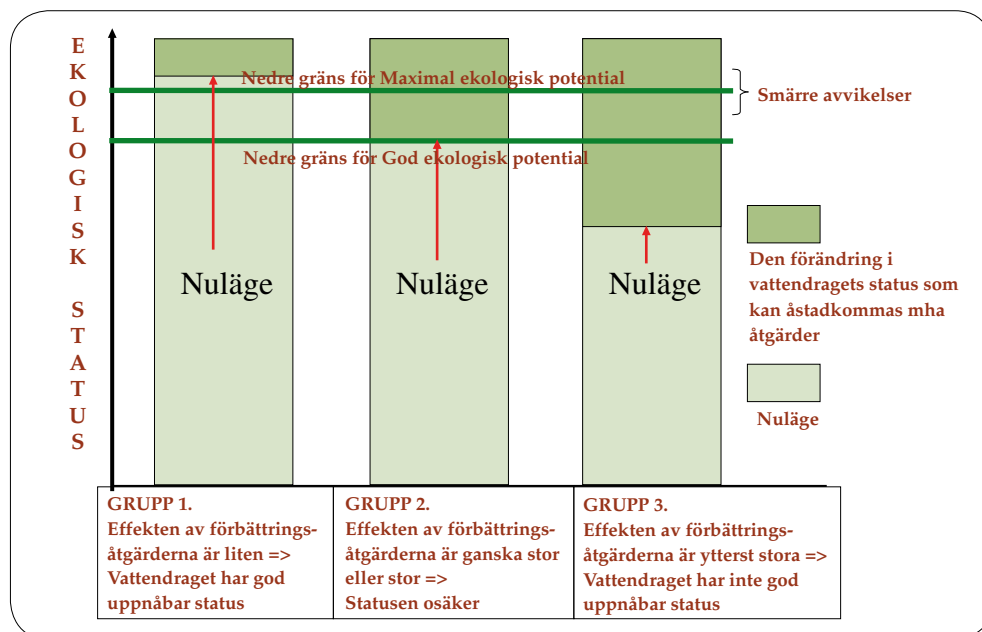 EKOLOGISK STATUS
Nedre gräns för Maximal ekologisk potential
Smärre avvikelser
Nedre gräns för God ekologisk potential
Nuläge
Nuläge
Nuläge
Den förändring i
vattendragets status som
kan åstadkommas mha
åtgärder
Nuläge
GRUPP 1.
Effekten av förbättrings-
åtgärderna är liten =>
Vattendraget har god
uppnåbar status
GRUPP 2.
Effekten av förbättrings-
åtgärderna är ganska stor
eller stor =>
Statusen osäker
GRUPP 3.
Effekten av förbättrings-
åtgärderna är ytterst stora =>
Vattendraget har inte god
uppnåbar status